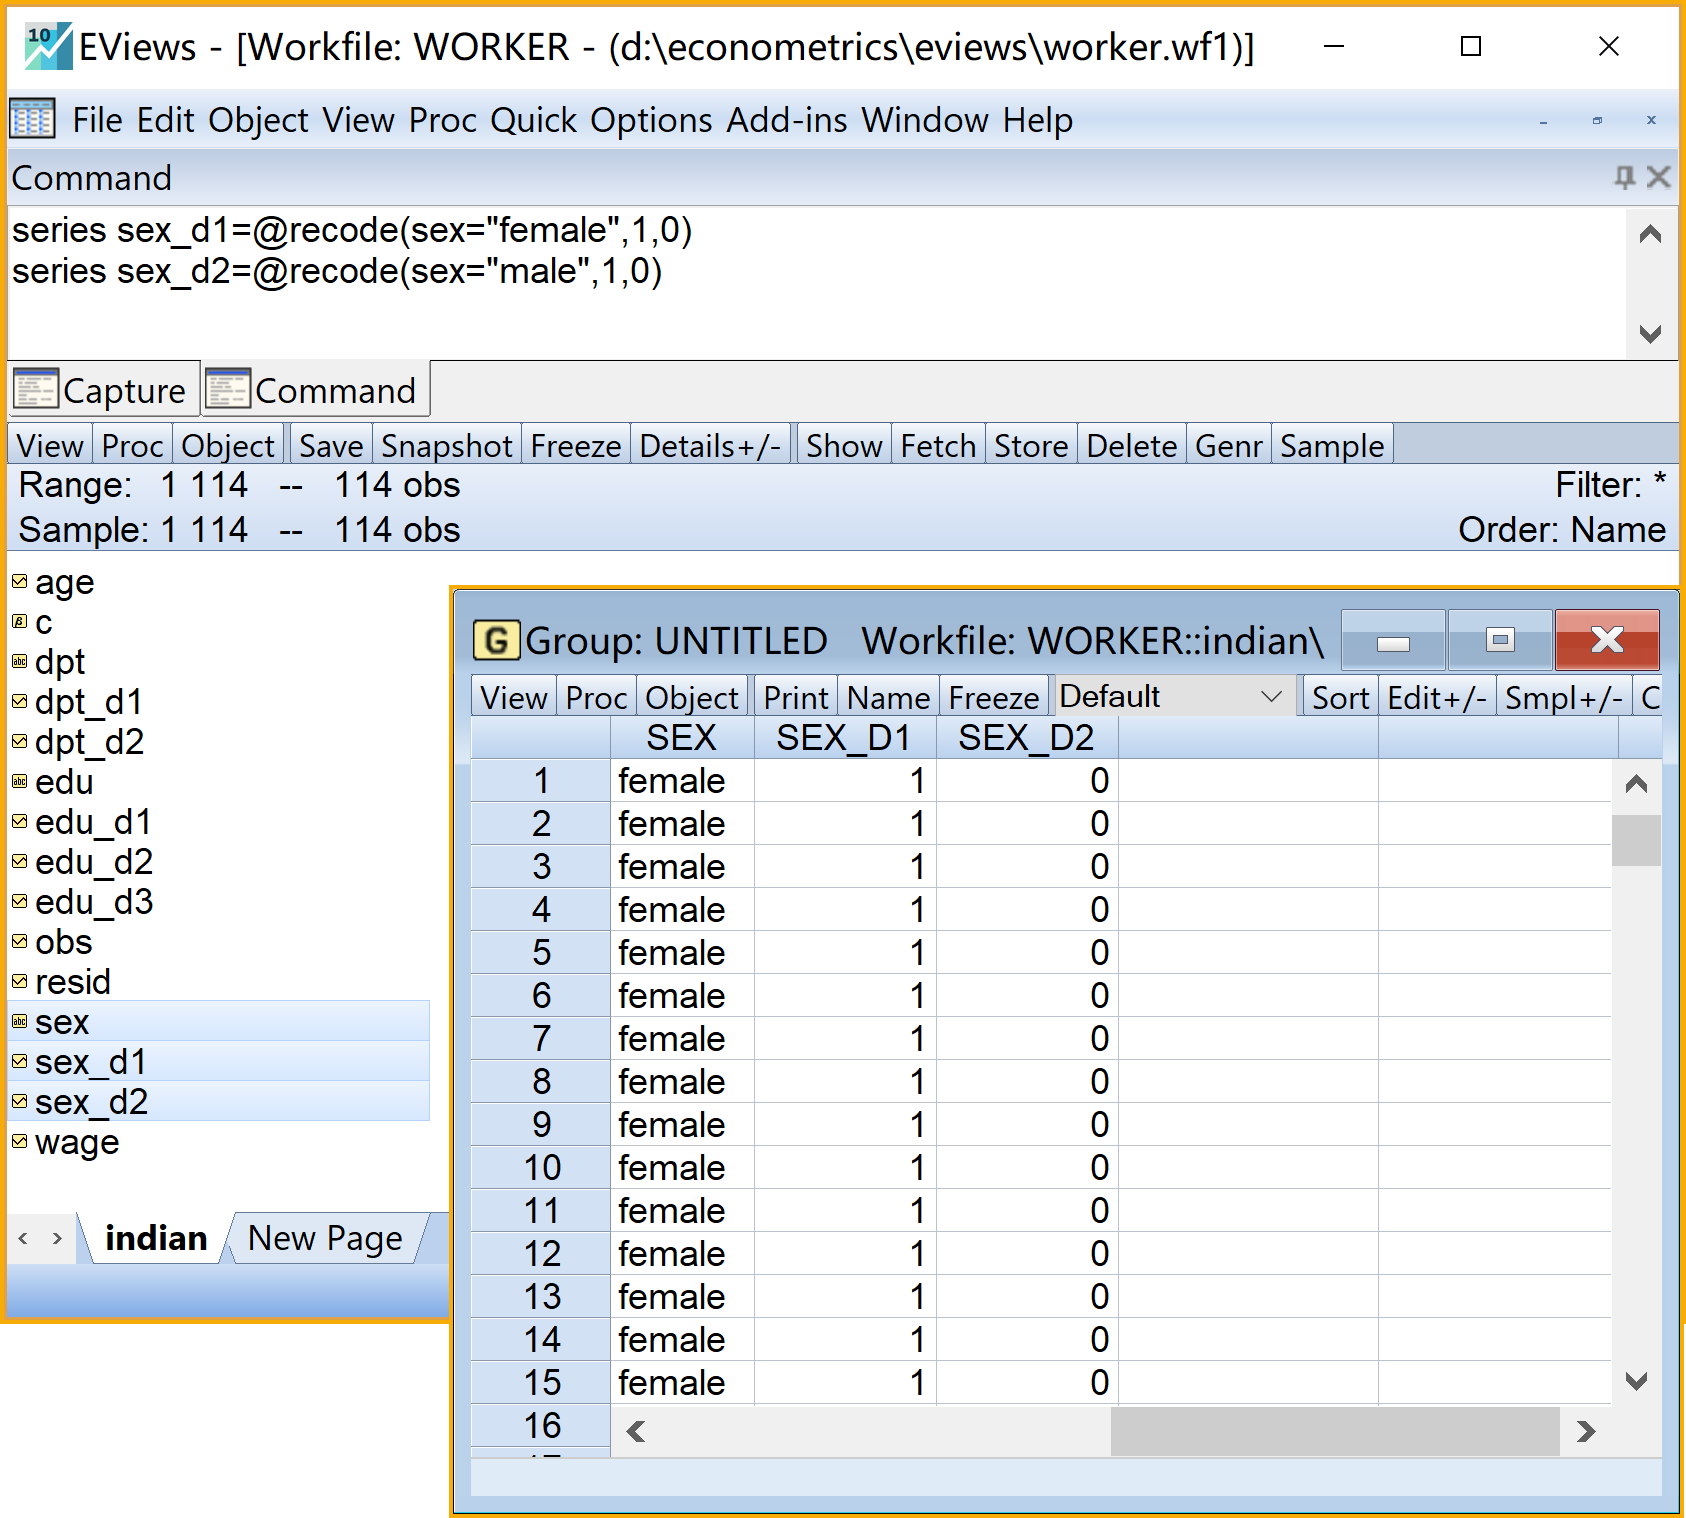 EViews - [Workfile: WORKER - (d:\econometrics\eviews\worker.wf1)]
File Edit Object View Proc Quick Options Add-ins Window Help
Command
series sex_d1=@recode(sex="female",1,0)
series sex_d2=@recode(sex="male",1,0)
Capture Command
View Proc Object Save Snapshot Freeze Details+/- Show Fetch Store Delete Genr Sample
Range: 1 114 -- 114 obs Filter: *
Sample: 1 114 -- 114 obs Order: Name
age
c
dpt
dpt_d1
dpt_d2
edu
edu_d1
edu_d2
edu_d3
obs
resid
sex
sex_d1
sex_d2
wage
indian New Page
Group: UNTITLED Workfile: WORKER::indian\
View Proc Object Print Name Freeze Default Sort Edit+/- Smpl+/- C
SEX SEX_D1 SEX_D2
1 female 1 0
2 female 1 0
3 female 1 0
4 female 1 0
5 female 1 0
6 female 1 0
7 female 1 0
8 female 1 0
9 female 1 0
10 female 1 0
11 female 1 0
12 female 1 0
13 female 1 0
14 female 1 0
15 female 1 0
16